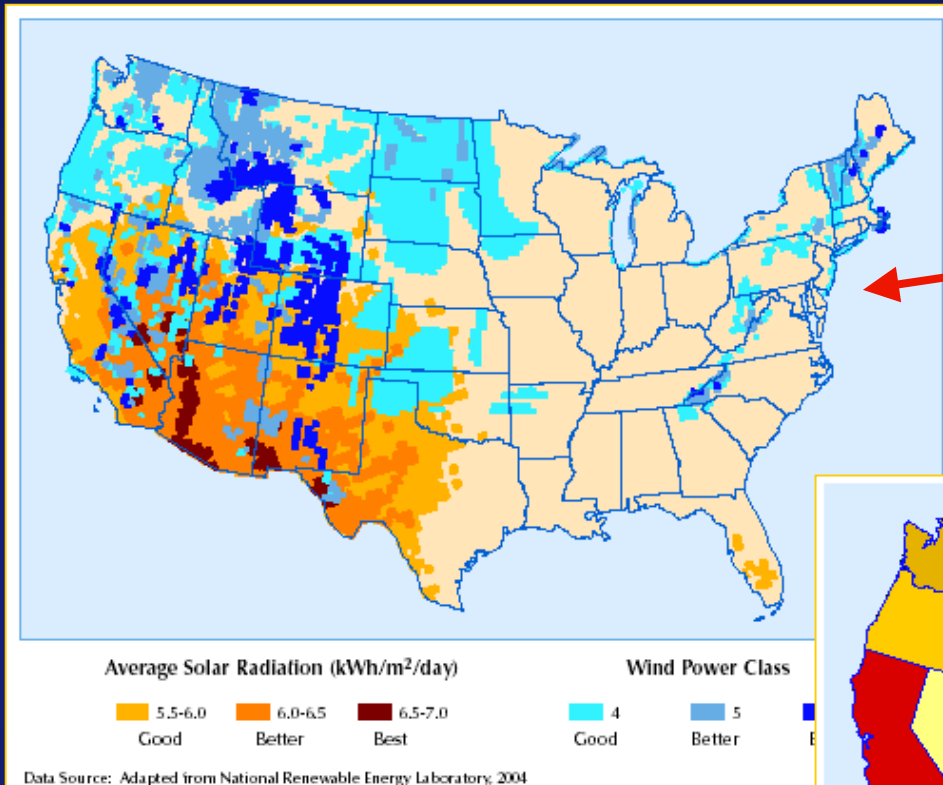 Average Solar Radiation (kWh/m²/day)
5.5-6.0
6.0-6.5
6.5-7.0
Good
Better
Best
Wind Power Class
4
5
Good
Better
Data Source: Adapted from National Renewable Energy Laboratory, 2004